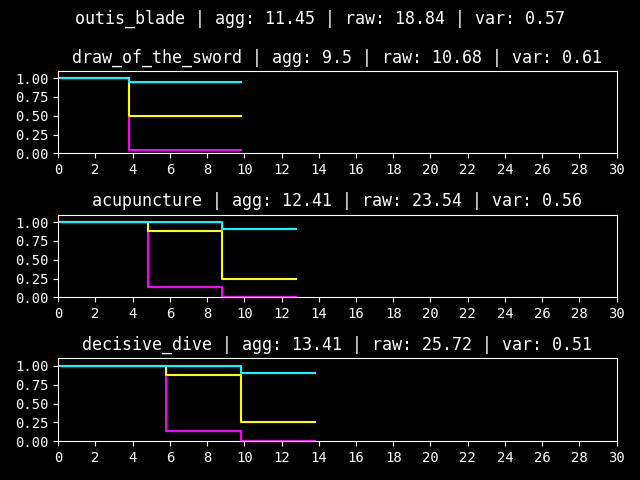 outis_blade | agg: 11.45 | raw: 18.84 | var: 0.57
draw_of_the_sword | agg: 9.5 | raw: 10.68 | var: 0.61
1.00
0.75
0.50
0.25
0.00
0 2 4 6 8 10 12 14 16 18 20 22 24 26 28 30
acupuncture | agg: 12.41 | raw: 23.54 | var: 0.56
1.00
0.75
0.50
0.25
0.00
0 2 4 6 8 10 12 14 16 18 20 22 24 26 28 30
decisive_dive | agg: 13.41 | raw: 25.72 | var: 0.51
1.00
0.75
0.50
0.25
0.00
0 2 4 6 8 10 12 14 16 18 20 22 24 26 28 30